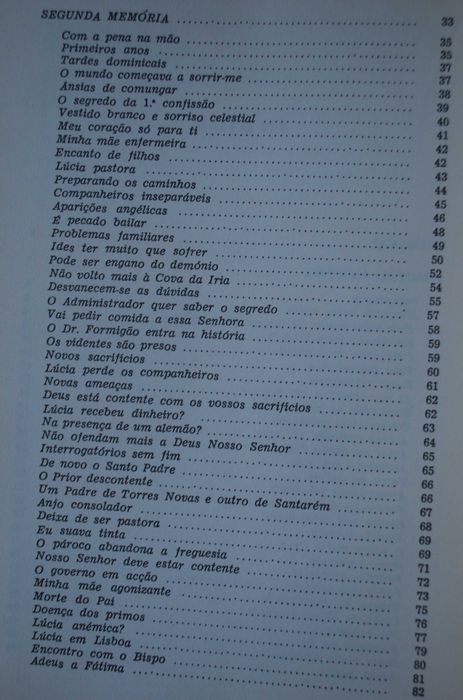 SEGUNDA MEMÓRIA ........ 33
Com a pena na mão ........ 35
Primeiros anos ........ 35
Tardes dominicais ........ 37
O mundo começava a sorrir-me ........ 37
Ânsias de comungar ........ 38
O segredo da 1.ª confissão ........ 39
Vestido branco e sorriso celestial ........ 40
Meu coração só para ti ........ 41
Minha mãe enfermeira ........ 42
Encanto de filhos ........ 42
Lúcia pastora ........ 43
Preparando os caminhos ........ 44
Companheiros inseparáveis ........ 45
Aparições angélicas ........ 46
É pecado bailar ........ 48
Problemas familiares ........ 49
Ides ter muito que sofrer ........ 50
Pode ser engano do demónio ........ 52
Não volto mais à Cova da Iria ........ 54
Desvanecem-se as dúvidas ........ 55
O Administrador quer saber o segredo ........ 57
Vai pedir comida a essa Senhora ........ 58
O Dr. Formigão entra na história ........ 59
Os videntes são presos ........ 59
Novos sacrifícios ........ 60
Lúcia perde os companheiros ........ 61
Novas ameaças ........ 62
Deus está contente com os vossos sacrifícios ........ 62
Lúcia recebeu dinheiro? ........ 63
Na presença de um alemão? ........ 64
Não ofendam mais a Deus Nosso Senhor ........ 65
Interrogatórios sem fim ........ 65
De novo o Santo Padre ........ 66
O Prior descontente ........ 66
Um Padre de Torres Novas e outro de Santarém ........ 67
Anjo consolador ........ 68
Deixa de ser pastora ........ 69
Eu suava tinta ........ 69
O pároco abandona a freguesia ........ 71
Nosso Senhor deve estar contente ........ 72
O governo em acção ........ 73
Minha mãe agonizante ........ 75
Morte do Pai ........ 76
Doença dos primos ........ 77
Lúcia anémica? ........ 79
Lúcia em Lisboa ........ 80
Encontro com o Bispo ........ 81
Adeus a Fátima ........ 82